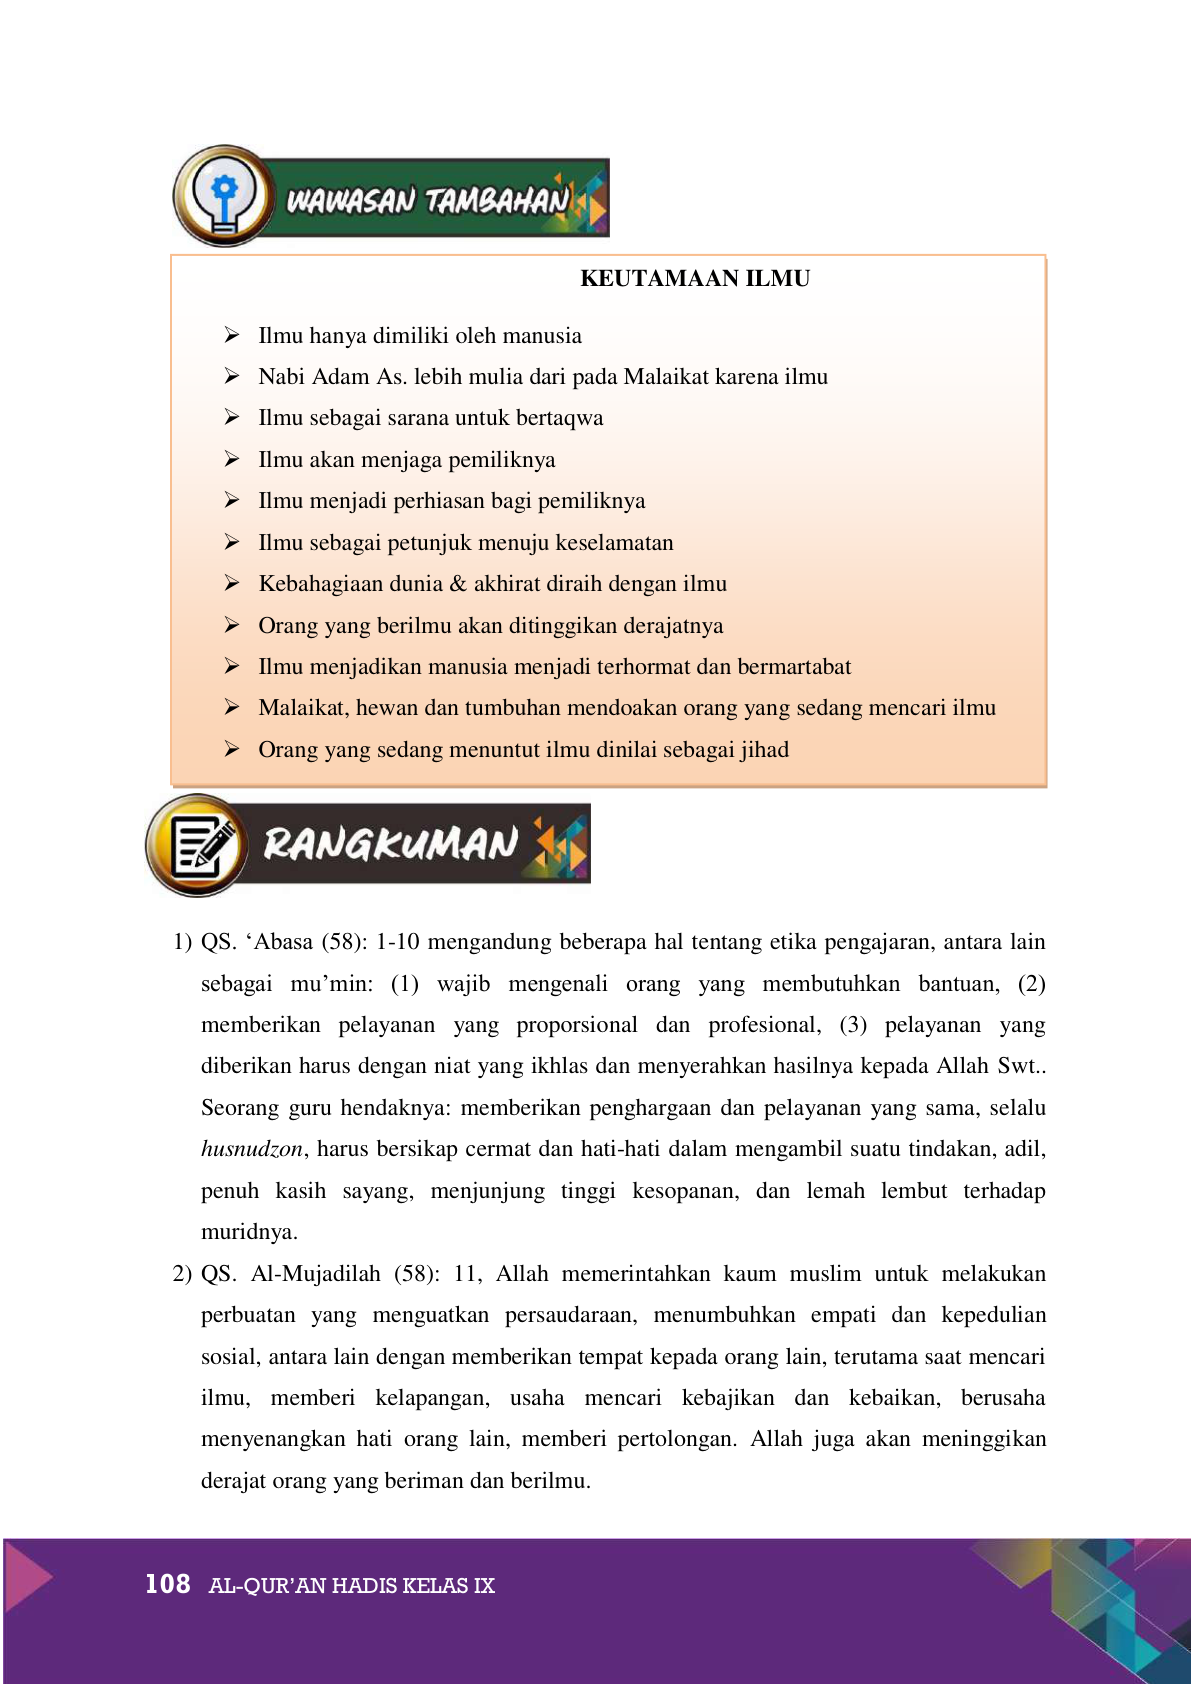 WAWASAN TAMBAHAN
KEUTAMAAN ILMU
➢ Ilmu hanya dimiliki oleh manusia
➢ Nabi Adam As. lebih mulia dari pada Malaikat karena ilmu
➢ Ilmu sebagai sarana untuk bertaqwa
➢ Ilmu akan menjaga pemiliknya
➢ Ilmu menjadi perhiasan bagi pemiliknya
➢ Ilmu sebagai petunjuk menuju keselamatan
➢ Kebahagiaan dunia & akhirat diraih dengan ilmu
➢ Orang yang berilmu akan ditinggikan derajatnya
➢ Ilmu menjadikan manusia menjadi terhormat dan bermartabat
➢ Malaikat, hewan dan tumbuhan mendoakan orang yang sedang mencari ilmu
➢ Orang yang sedang menuntut ilmu dinilai sebagai jihad
RANGKUMAN
1) QS. ‘Abasa (58): 1-10 mengandung beberapa hal tentang etika pengajaran, antara lain
sebagai mu’min: (1) wajib mengenali orang yang membutuhkan bantuan, (2)
memberikan pelayanan yang proporsional dan profesional, (3) pelayanan yang
diberikan harus dengan niat yang ikhlas dan menyerahkan hasilnya kepada Allah Swt..
Seorang guru hendaknya: memberikan penghargaan dan pelayanan yang sama, selalu
husnudzon, harus bersikap cermat dan hati-hati dalam mengambil suatu tindakan, adil,
penuh kasih sayang, menjunjung tinggi kesopanan, dan lemah lembut terhadap
muridnya.
2) QS. Al-Mujadilah (58): 11, Allah memerintahkan kaum muslim untuk melakukan
perbuatan yang menguatkan persaudaraan, menumbuhkan empati dan kepedulian
sosial, antara lain dengan memberikan tempat kepada orang lain, terutama saat mencari
ilmu, memberi kelapangan, usaha mencari kebajikan dan kebaikan, berusaha
menyenangkan hati orang lain, memberi pertolongan. Allah juga akan meninggikan
derajat orang yang beriman dan berilmu.
108 AL-QUR’AN HADIS KELAS IX